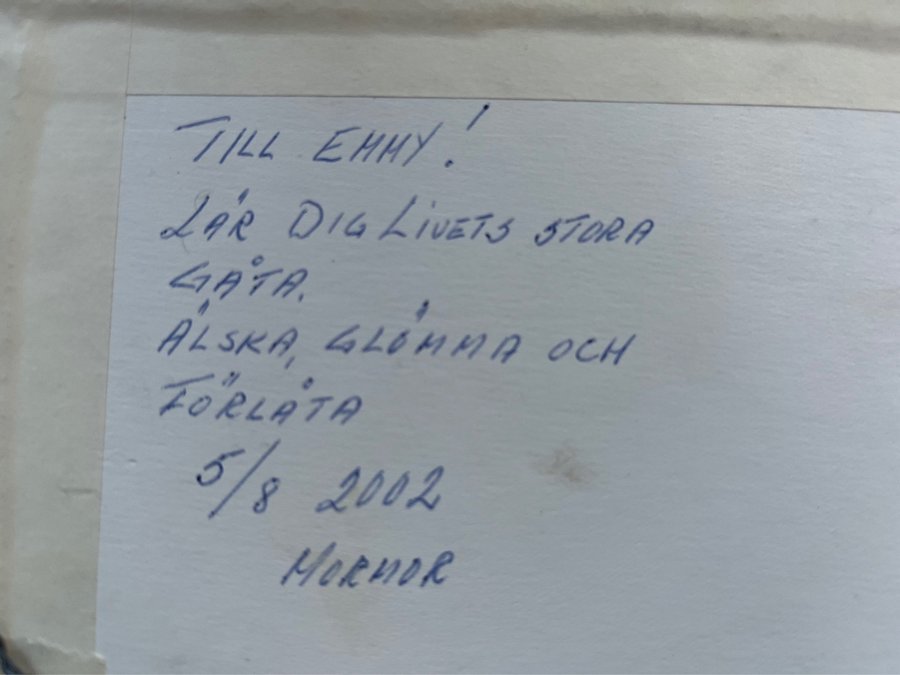 TILL EMMY!
LÄR DIG LIVETS STORA
GÅTA.
ÄLSKA, GLÖMMA OCH
FÖRLÅTA
5/8 2002
MORMOR